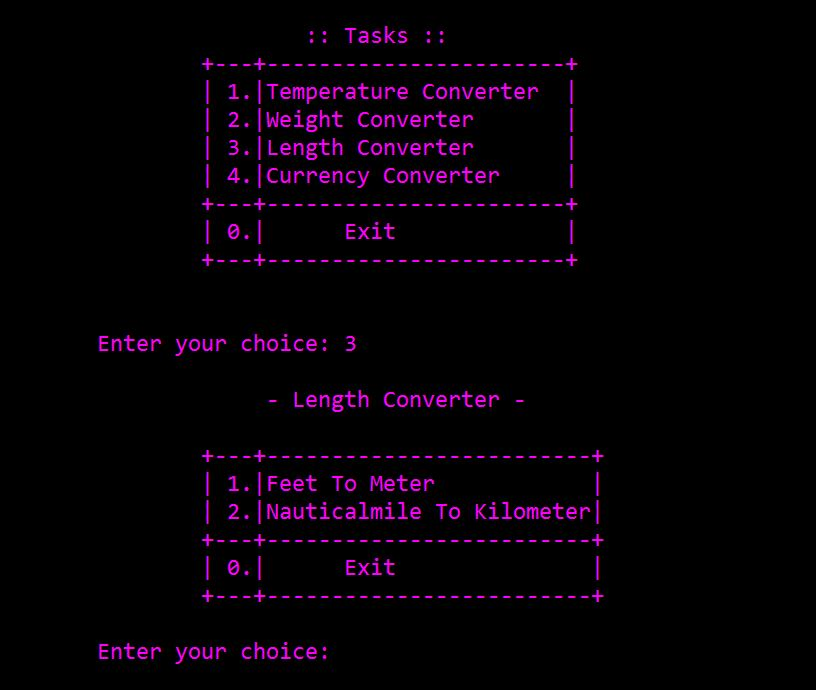 :: Tasks ::
+---+-----------------------+
| 1.|Temperature Converter  |
| 2.|Weight Converter       |
| 3.|Length Converter       |
| 4.|Currency Converter     |
+---+-----------------------+
| 0.|      Exit             |
+---+-----------------------+
Enter your choice: 3
- Length Converter -
+---+-------------------------+
| 1.|Feet To Meter            |
| 2.|Nauticalmile To Kilometer|
+---+-------------------------+
| 0.|      Exit               |
+---+-------------------------+
Enter your choice: